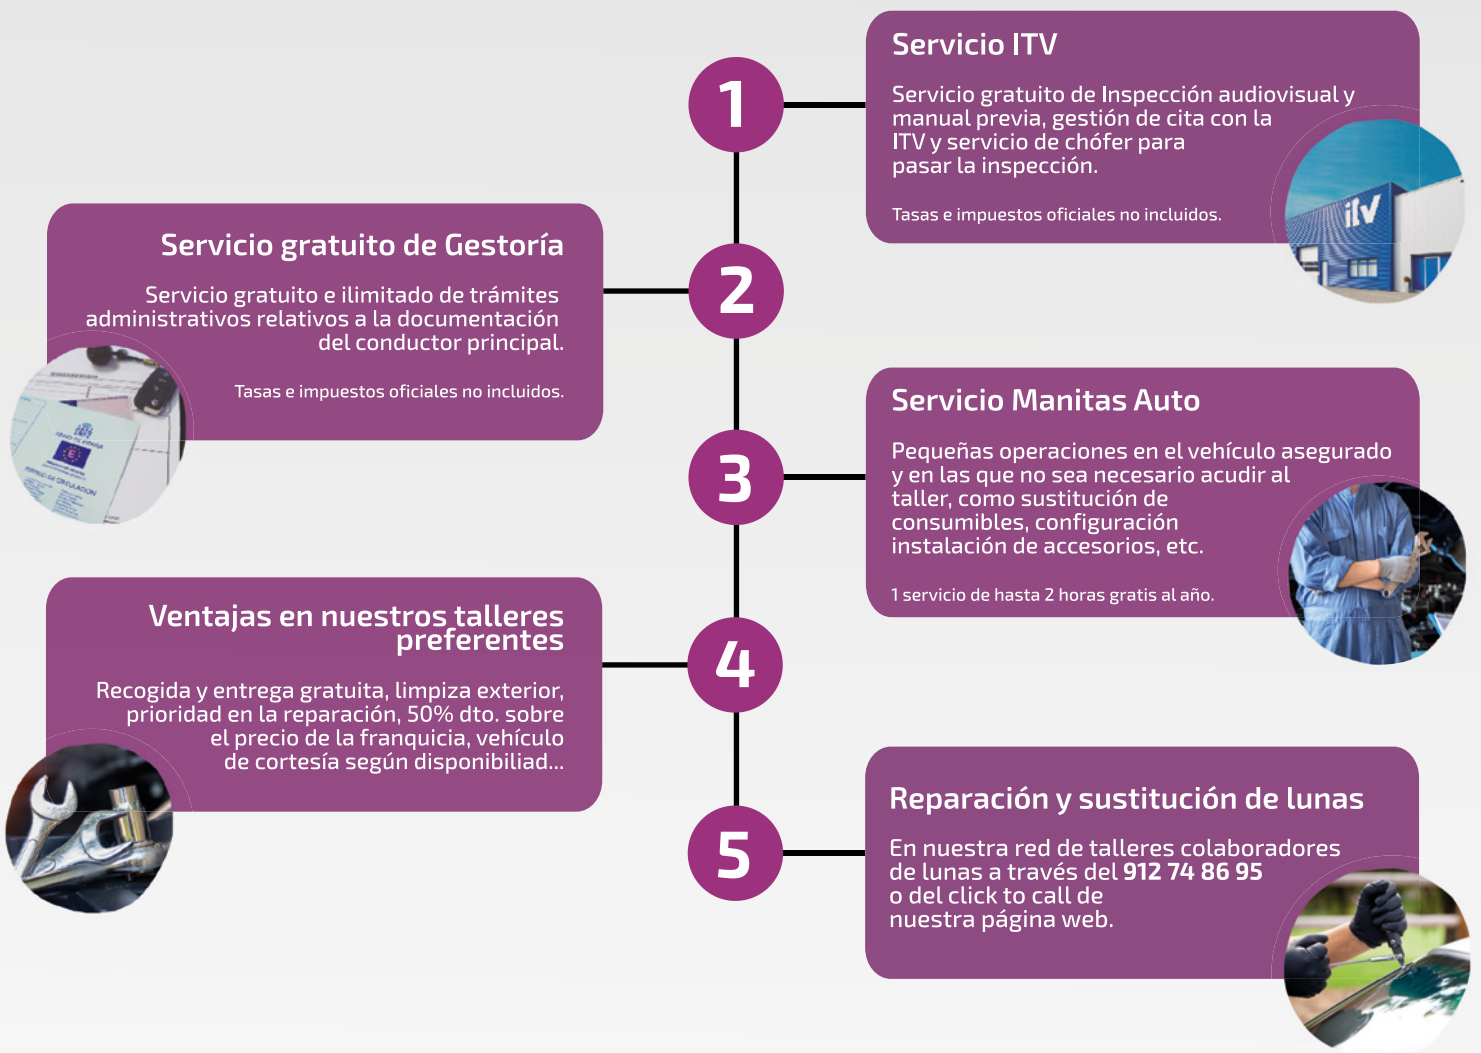 1
Servicio ITV
Servicio gratuito de Inspección audiovisual y
manual previa, gestión de cita con la
ITV y servicio de chófer para
pasar la inspección.
Tasas e impuestos oficiales no incluidos.
itv
2
Servicio gratuito de Gestoría
Servicio gratuito e ilimitado de trámites
administrativos relativos a la documentación
del conductor principal.
Tasas e impuestos oficiales no incluidos.
PERMISO DE CIRCULACIÓN
3
Servicio Manitas Auto
Pequeñas operaciones en el vehículo asegurado
y en las que no sea necesario acudir al
taller, como sustitución de
consumibles, configuración
instalación de accesorios, etc.
1 servicio de hasta 2 horas gratis al año.
4
Ventajas en nuestros talleres
preferentes
Recogida y entrega gratuita, limpiza exterior,
prioridad en la reparación, 50% dto. sobre
el precio de la franquicia, vehículo
de cortesía según disponibiliad...
5
Reparación y sustitución de lunas
En nuestra red de talleres colaboradores
de lunas a través del 912 74 86 95
o del click to call de
nuestra página web.